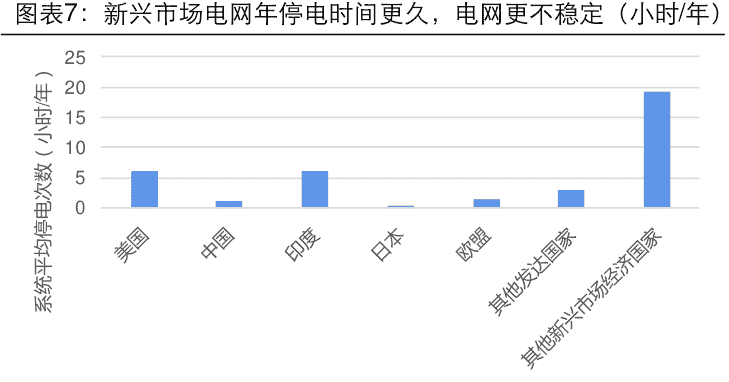 图表7：新兴市场电网年停电时间更久，电网更不稳定（小时/年）
系统平均停电次数（小时/年）
25
20
15
10
5
0
美国
中国
印度
日本
欧盟
其他发达国家
其他新兴市场经济国家